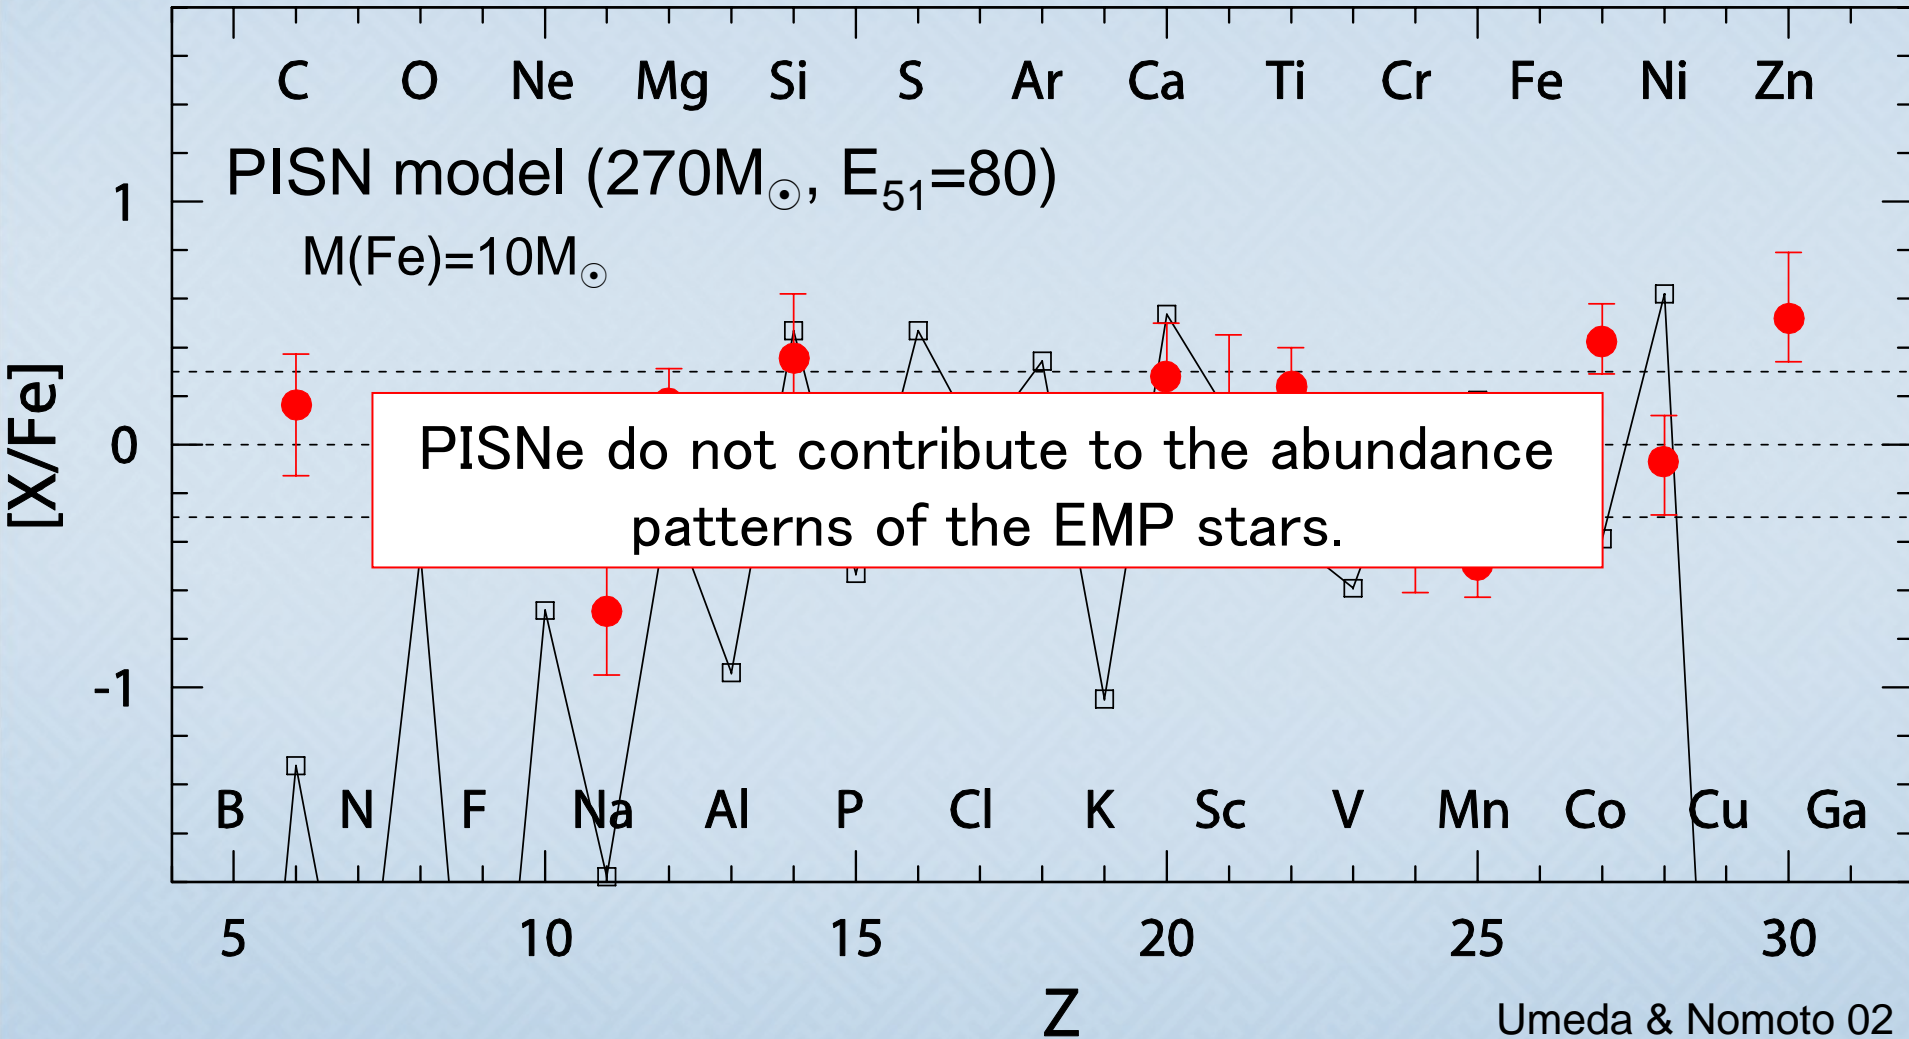 C O Ne Mg Si S Ar Ca Ti Cr Fe Ni Zn
PISN model (270M☉, E51=80)
M(Fe)=10M☉
1
0
-1
[X/Fe]
PISNe do not contribute to the abundance
patterns of the EMP stars.
B N F Na Al P Cl K Sc V Mn Co Cu Ga
5 10 15 20 25 30
Z
Umeda & Nomoto 02